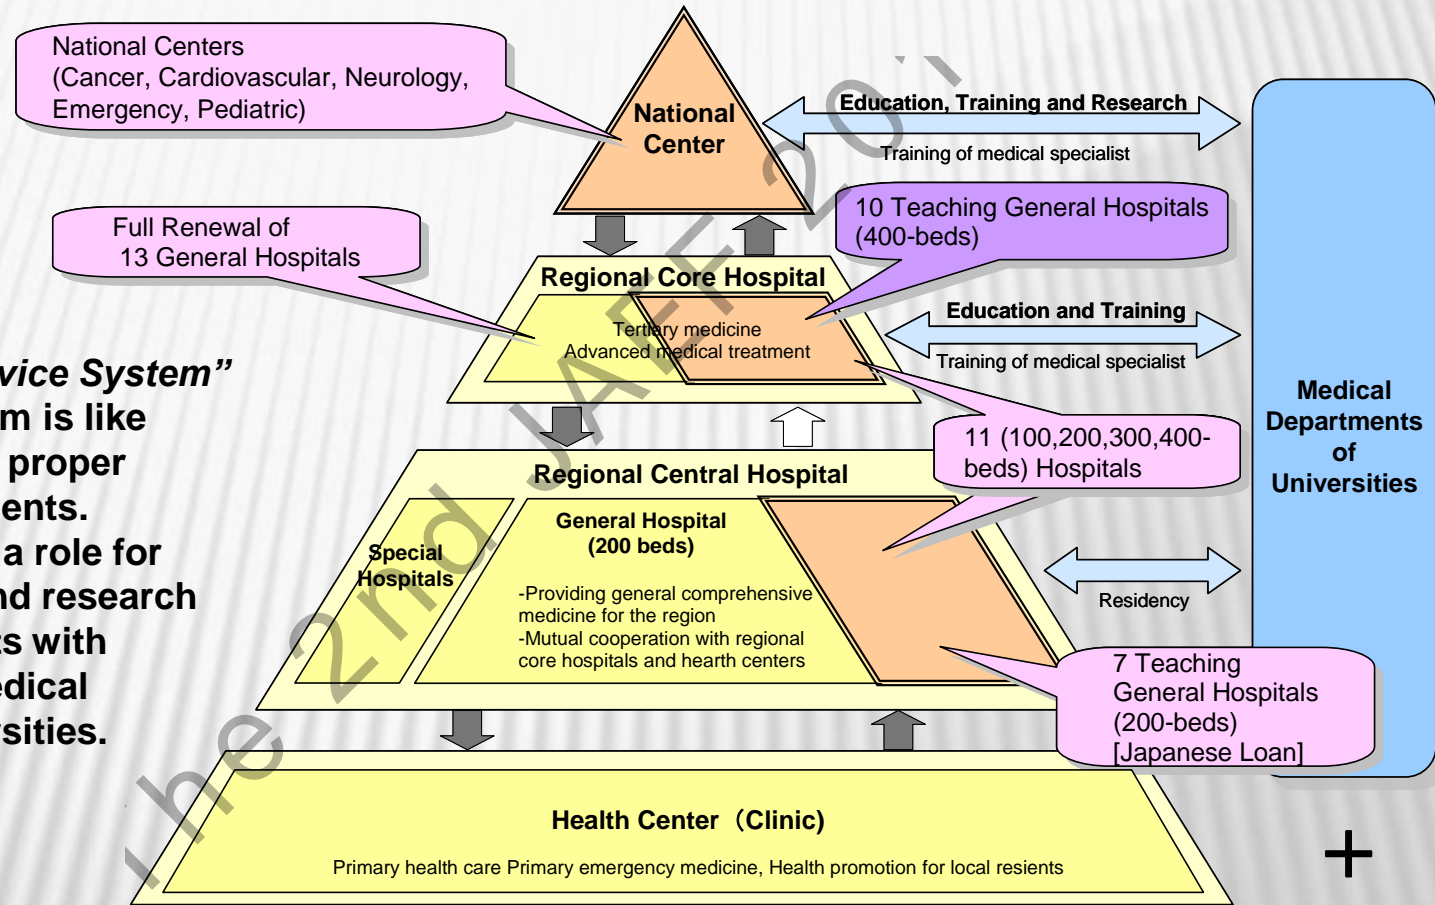 National Centers
(Cancer, Cardiovascular, Neurology,
Emergency, Pediatric)
National
Center
Education, Training and Research
Training of medical specialist
Full Renewal of
13 General Hospitals
10 Teaching General Hospitals
(400-beds)
Regional Core Hospital
Tertiary medicine
Advanced medical treatment
Education and Training
Training of medical specialist
vice System”
m is like
proper
ents.
a role for
nd research
ts with
edical
rsities.
11 (100,200,300,400-
beds) Hospitals
Medical
Departments
of
Universities
Regional Central Hospital
Special
Hospitals
General Hospital
(200 beds)
-Providing general comprehensive
medicine for the region
-Mutual cooperation with regional
core hospitals and hearth centers
Residency
7 Teaching
General Hospitals
(200-beds)
[Japanese Loan]
Health Center（Clinic)
Primary health care Primary emergency medicine, Health promotion for local resients
+
The 2nd JAEF 201